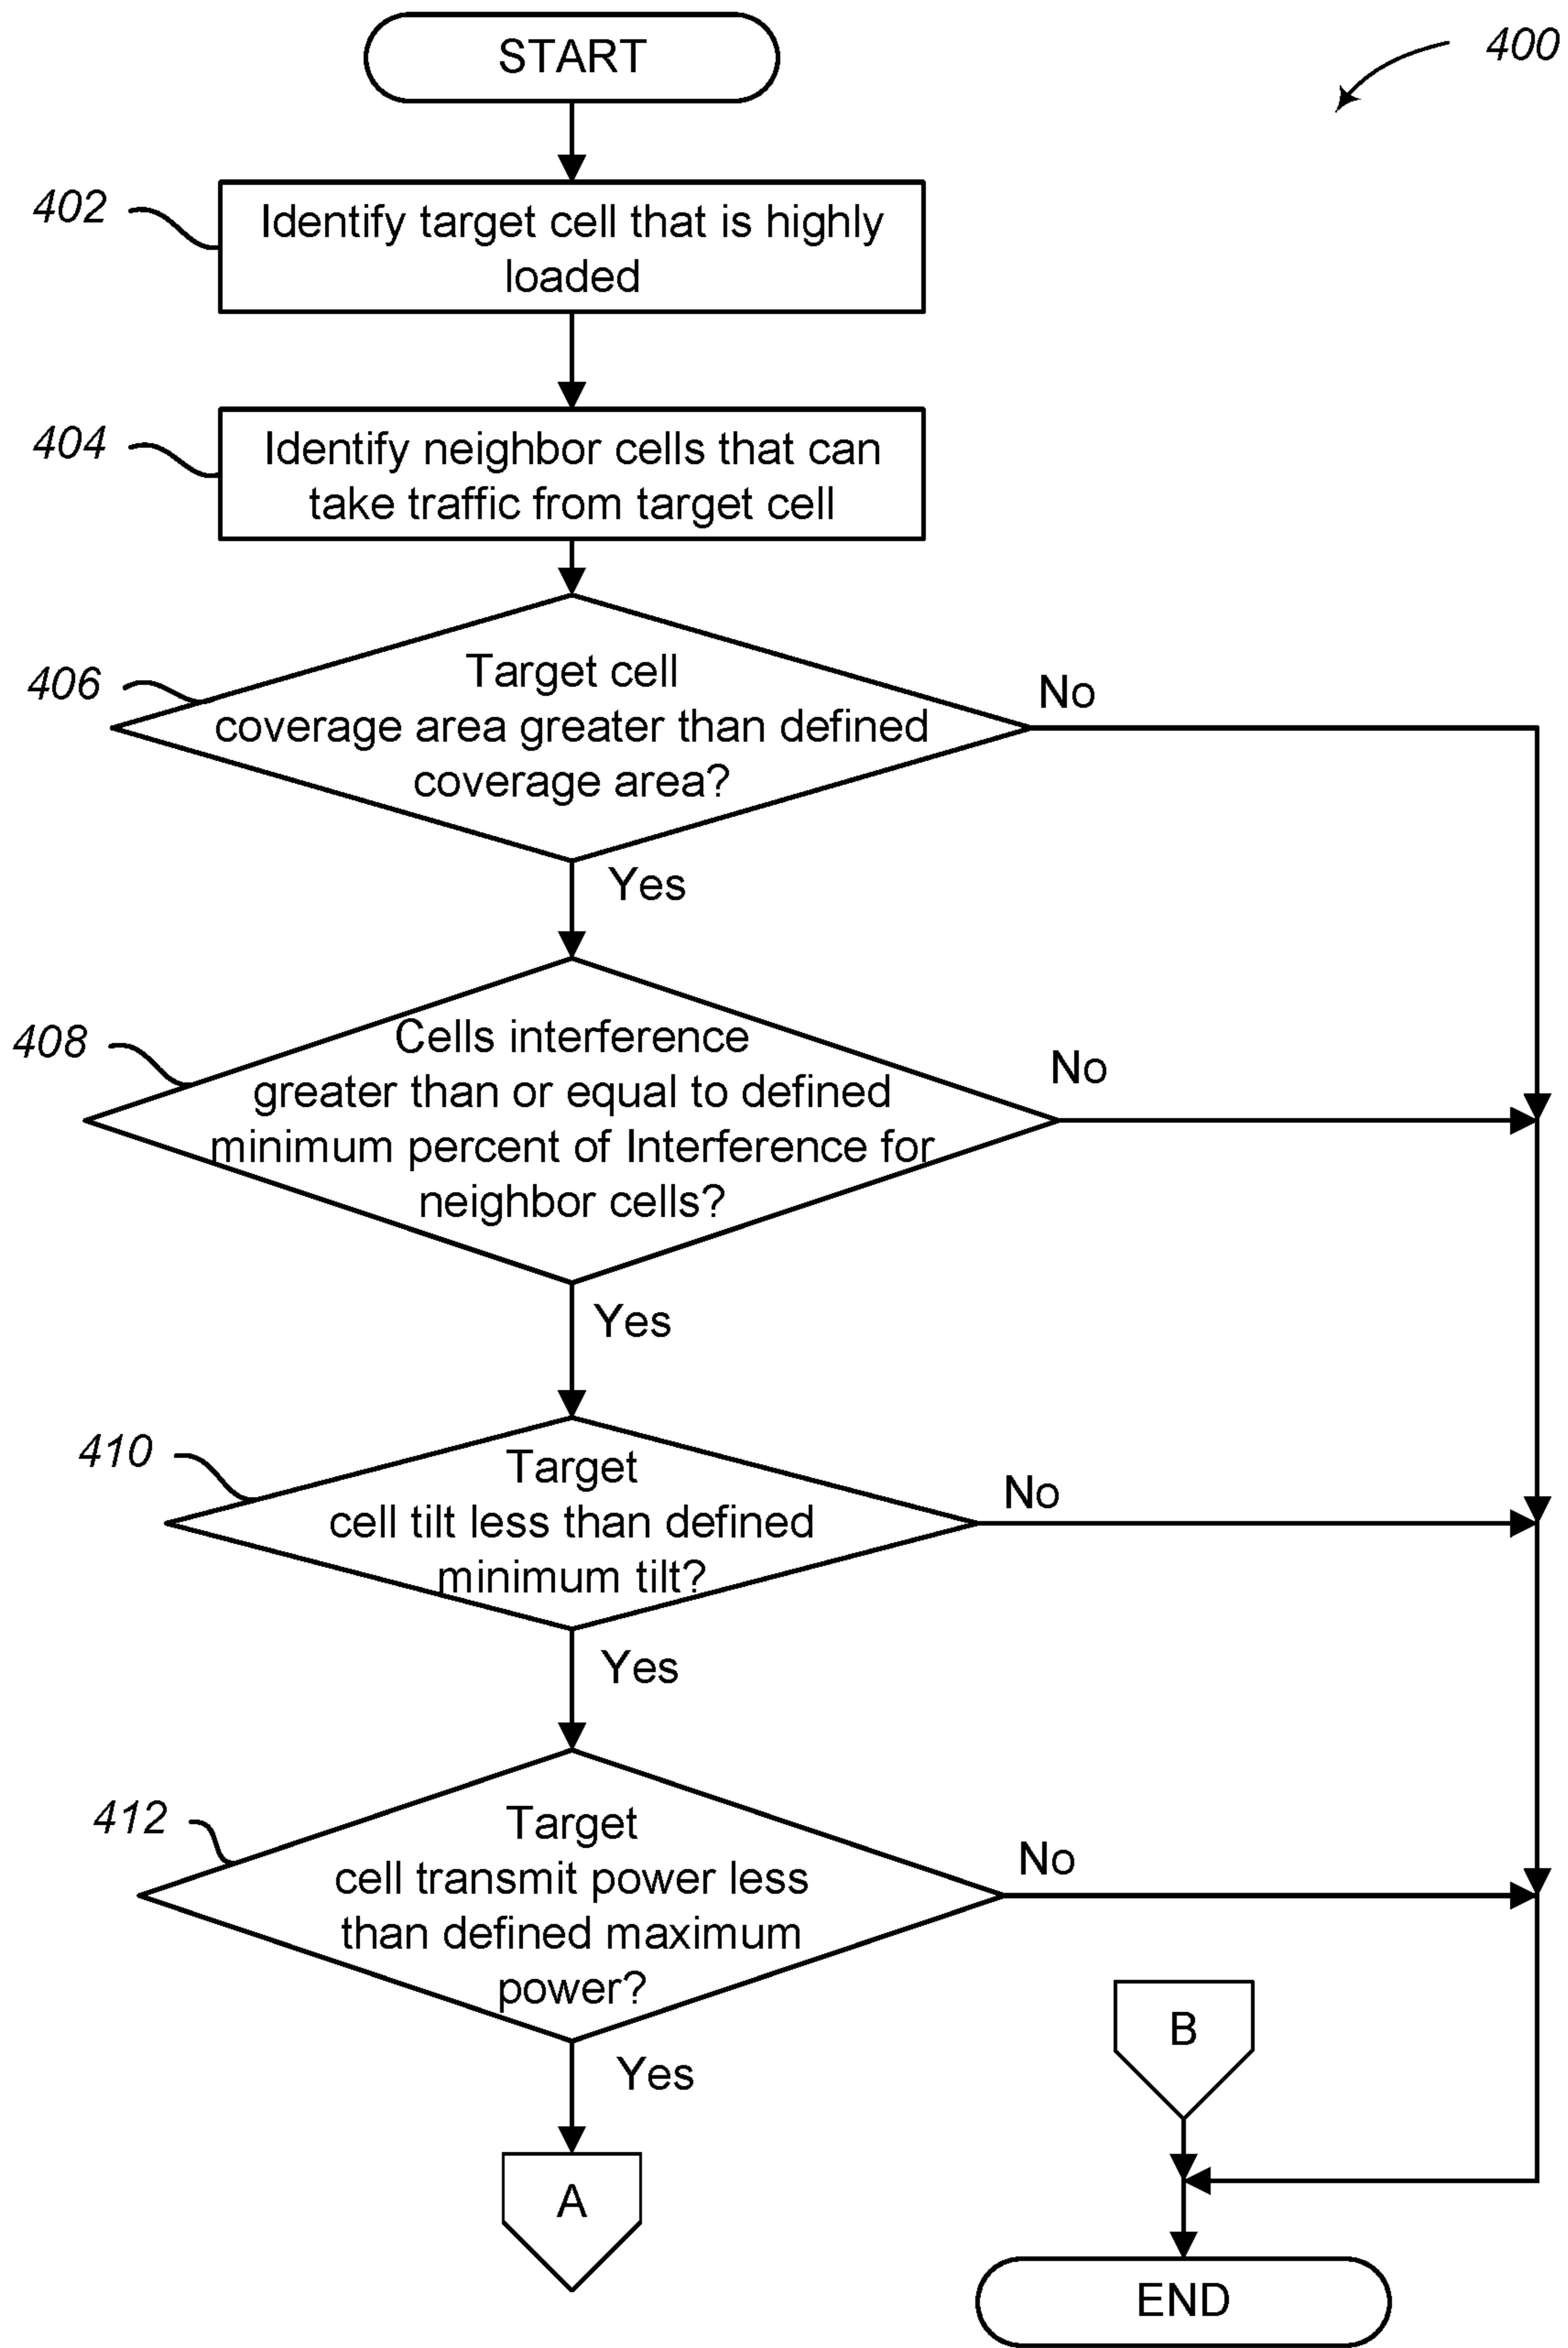 START
400
402
Identify target cell that is highly
loaded
404
Identify neighbor cells that can
take traffic from target cell
406
Target cell
coverage area greater than defined
coverage area?
No
Yes
408
Cells interference
greater than or equal to defined
minimum percent of Interference for
neighbor cells?
No
Yes
410
Target
cell tilt less than defined
minimum tilt?
No
Yes
412
Target
cell transmit power less
than defined maximum
power?
No
Yes
B
A
END